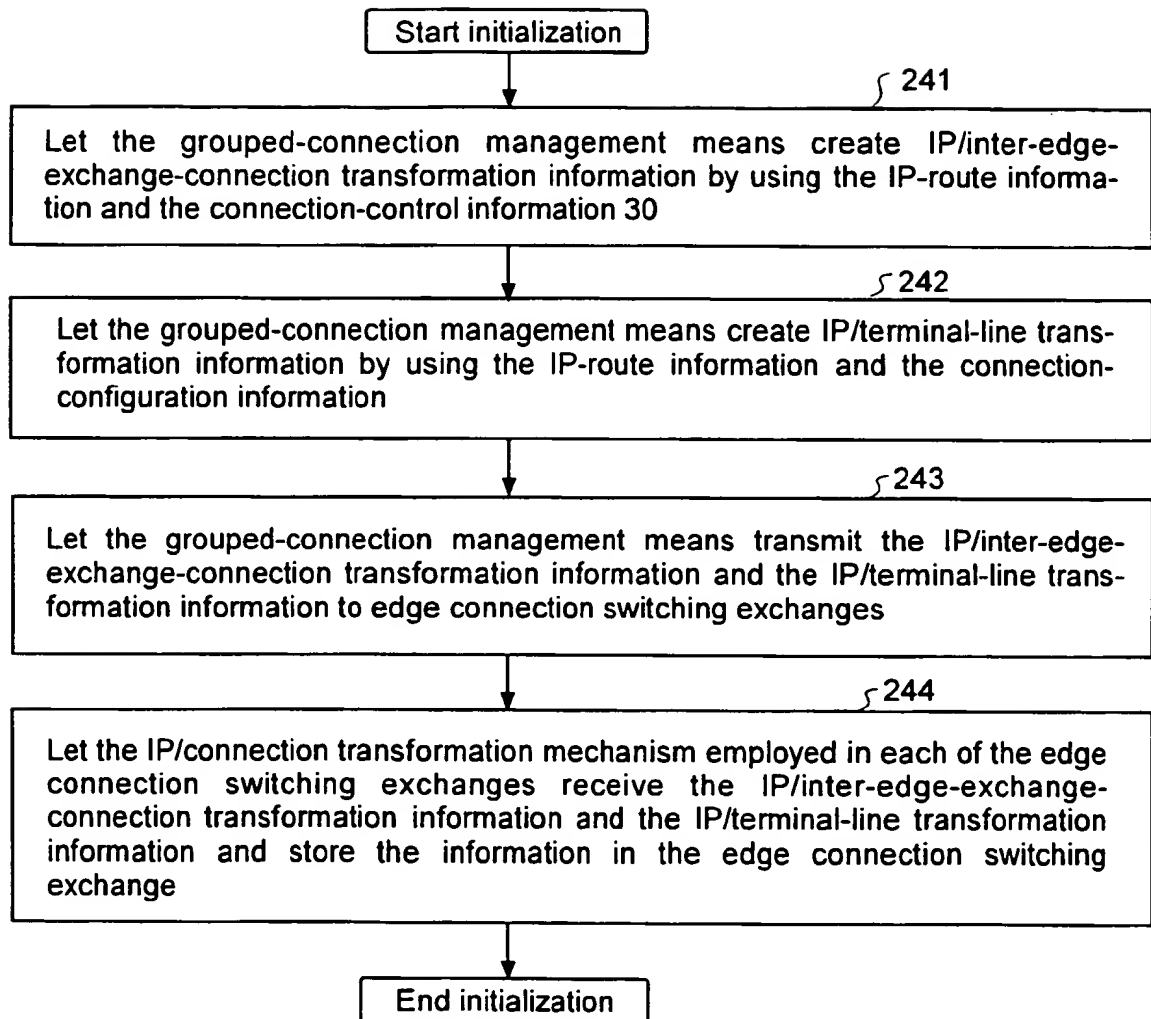 Start initialization
241
Let the grouped-connection management means create IP/inter-edge-
exchange-connection transformation information by using the IP-route informa-
tion and the connection-control information 30
242
Let the grouped-connection management means create IP/terminal-line trans-
formation information by using the IP-route information and the connection-
configuration information
243
Let the grouped-connection management means transmit the IP/inter-edge-
exchange-connection transformation information and the IP/terminal-line trans-
formation information to edge connection switching exchanges
244
Let the IP/connection transformation mechanism employed in each of the edge
connection switching exchanges receive the IP/inter-edge-exchange-
connection transformation information and the IP/terminal-line transformation
information and store the information in the edge connection switching
exchange
End initialization